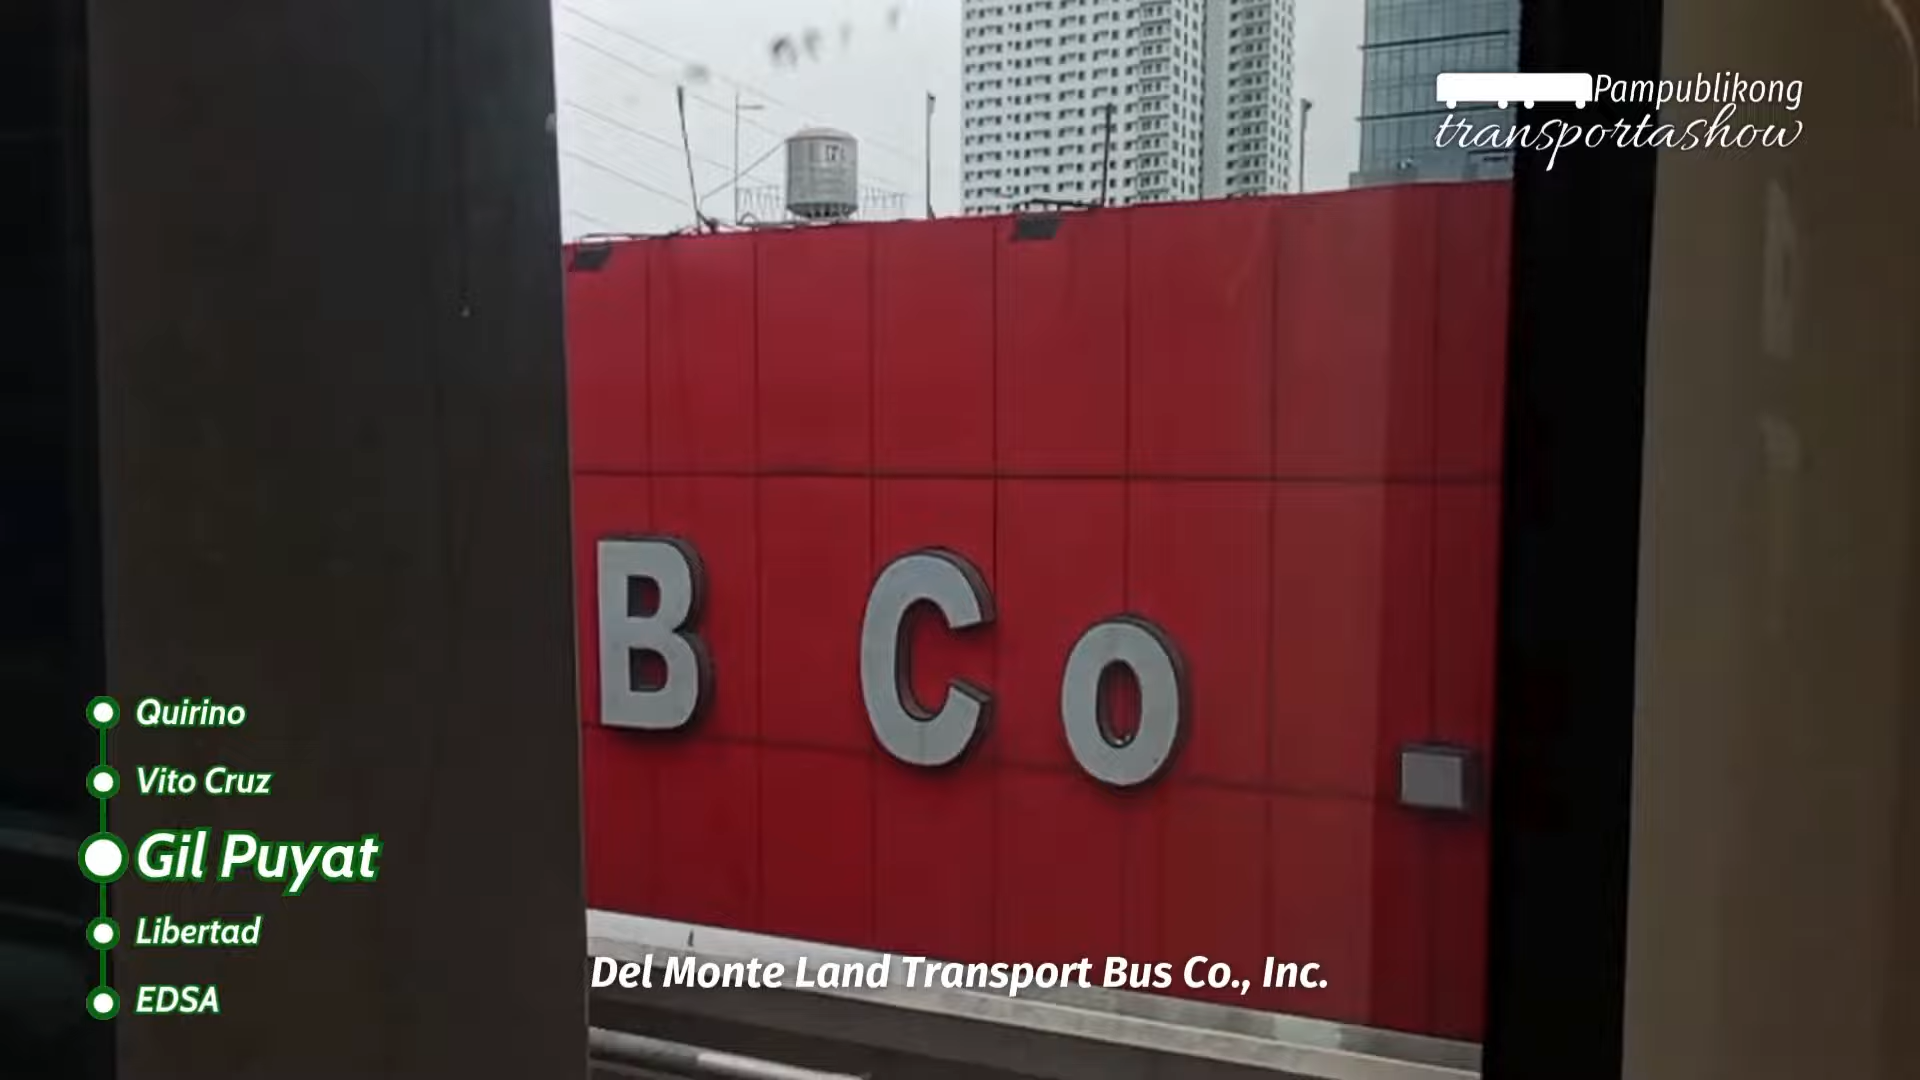 Pampublikong
transportashow
B Co.
Quirino
Vito Cruz
Gil Puyat
Libertad
EDSA
Del Monte Land Transport Bus Co., Inc.